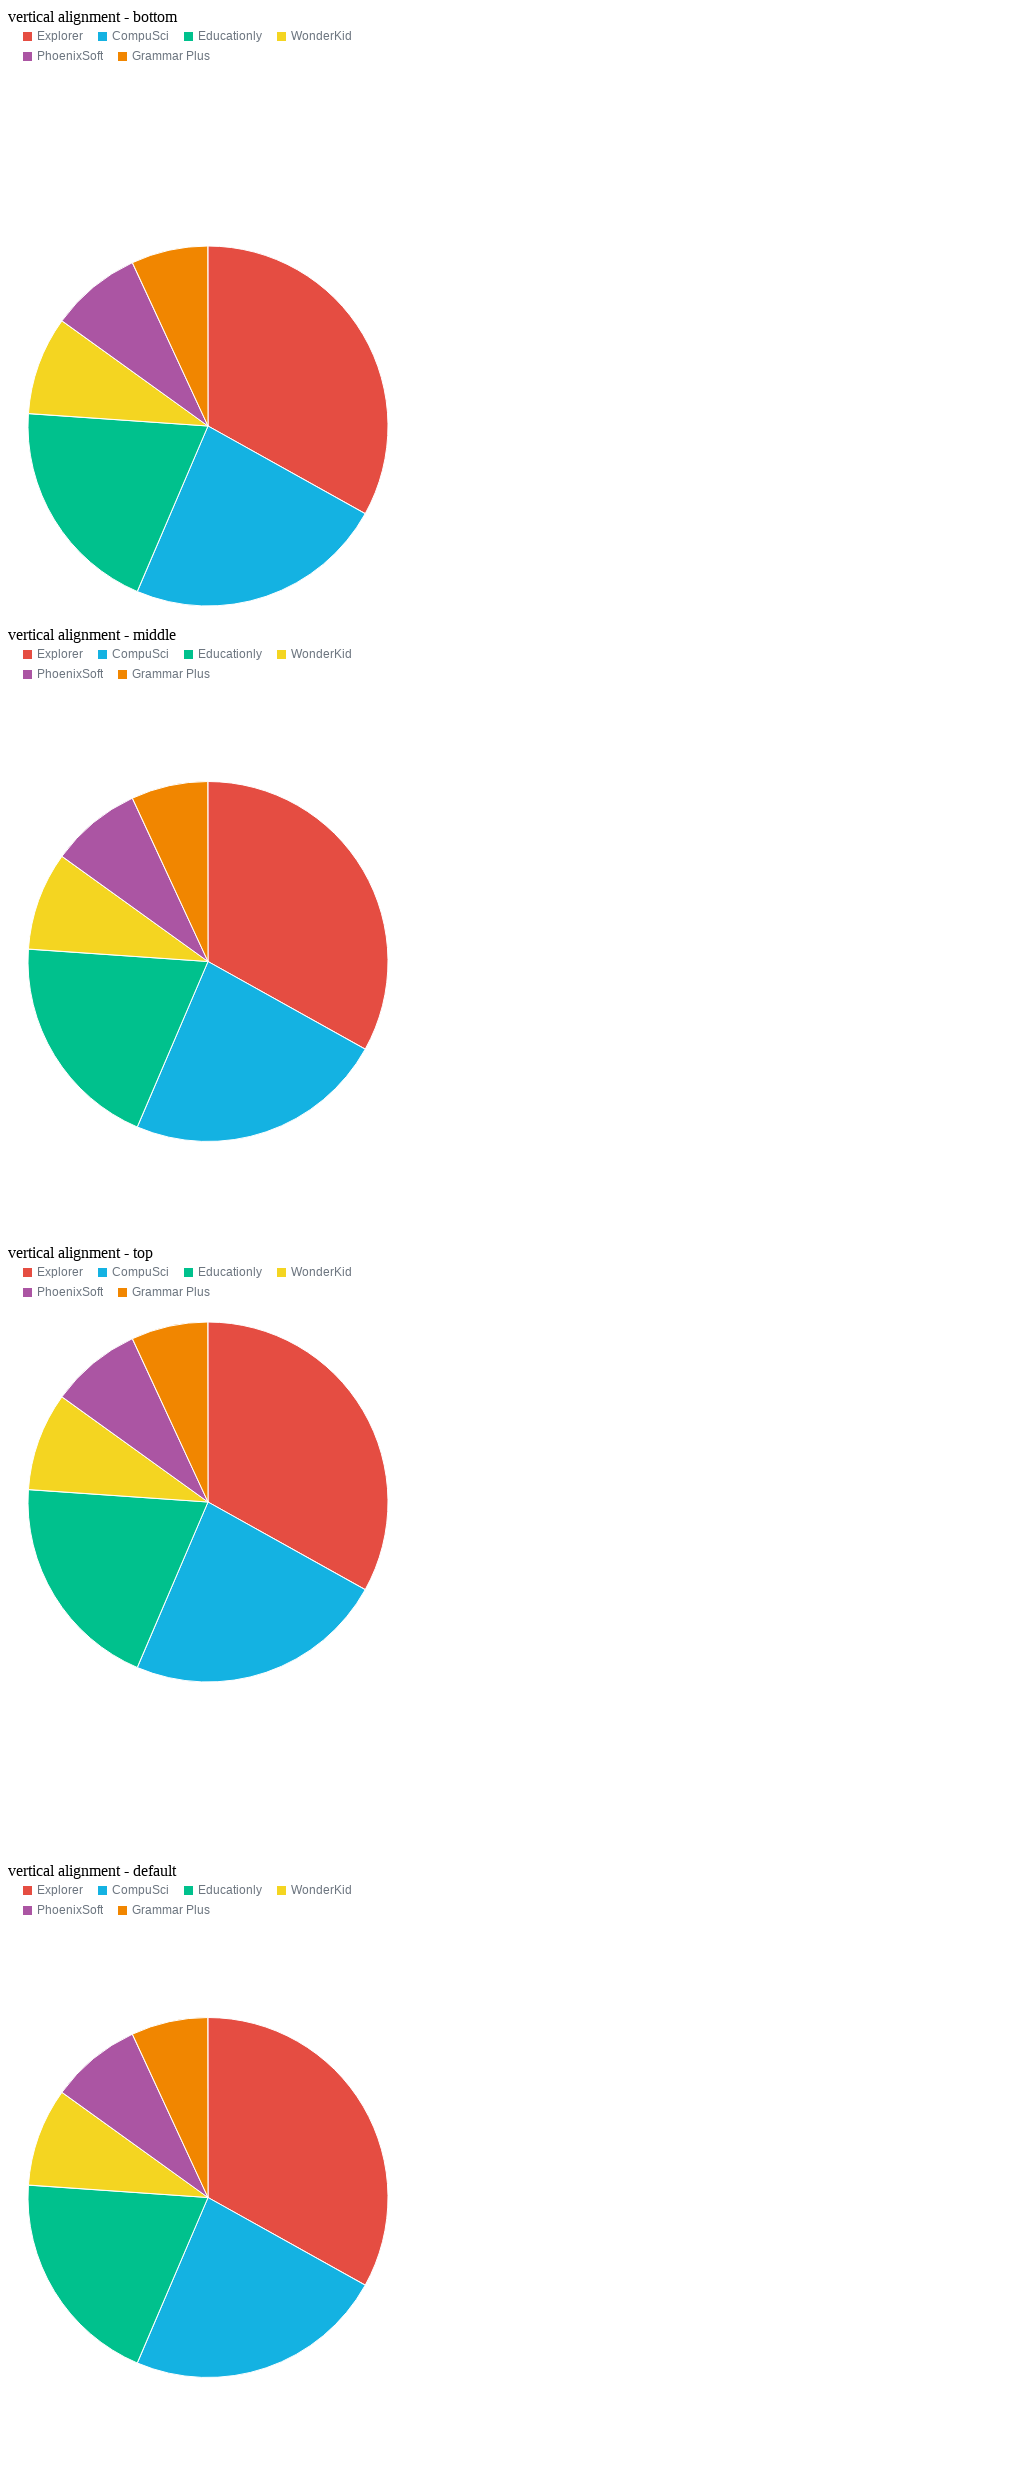 vertical alignment - bottom
Explorer CompuSci Educationly WonderKid
PhoenixSoft Grammar Plus
vertical alignment - middle
Explorer CompuSci Educationly WonderKid
PhoenixSoft Grammar Plus
vertical alignment - top
Explorer CompuSci Educationly WonderKid
PhoenixSoft Grammar Plus
vertical alignment - default
Explorer CompuSci Educationly WonderKid
PhoenixSoft Grammar Plus